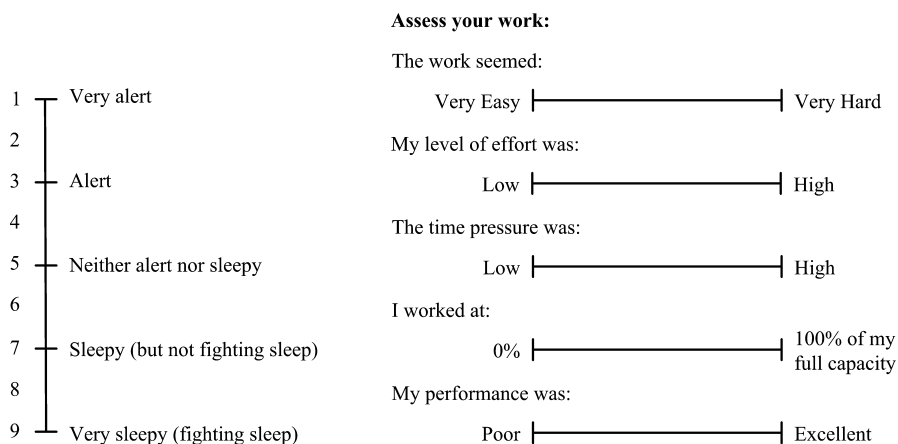 1 Very alert
2
3 Alert
4
5 Neither alert nor sleepy
6
7 Sleepy (but not fighting sleep)
8
9 Very sleepy (fighting sleep)
Assess your work:
The work seemed:
Very Easy Very Hard
My level of effort was:
Low High
The time pressure was:
Low High
I worked at:
0% 100% of my
full capacity
My performance was:
Poor Excellent